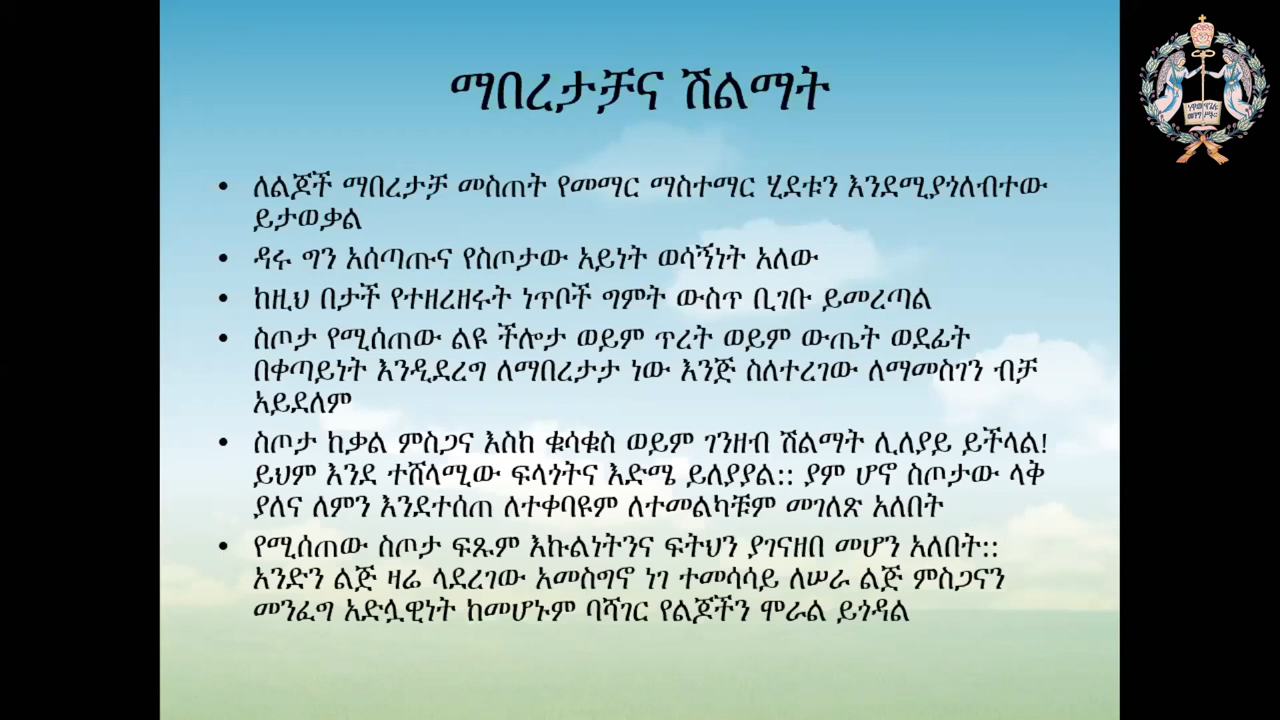 ማበረታቻና ሽልማት
• ለልጆች ማበረታቻ መስጠት የመማር ማስተማር ሂደቱን እንደሚያጎለብተው
ይታወቃል
• ዳሩ ግን አሰጣጡና የስጦታው አይነት ወሳኝነት አለው
• ከዚህ በታች የተዘረዘሩት ነጥቦች ግምት ውስጥ ቢገቡ ይመረጣል
• ስጦታ የሚሰጠው ልዩ ችሎታ ወይም ጥረት ወይም ውጤት ወደፊት
በቀጣይነት እንዲደረግ ለማበረታታ ነው እንጅ ስለተረገው ለማመስገን ብቻ
አይደለም
• ስጦታ ከቃል ምስጋና እስከ ቁሳቁስ ወይም ገንዘብ ሽልማት ሊለያይ ይችላል!
ይህም እንደ ተሸላሚው ፍላጎትና እድሜ ይለያያል:: ያም ሆኖ ስጦታው ላቅ
ያለና ለምን እንደተሰጠ ለተቀባዩም ለተመልካቹም መገለጽ አለበት
• የሚሰጠው ስጦታ ፍጹም እኩልነትንና ፍትህን ያገናዘበ መሆን አለበት::
አንድን ልጅ ዛሬ ላደረገው አመስግኖ ነገ ተመሳሳይ ለሠራ ልጅ ምስጋናን
መንፈግ አድሏዊነት ከመሆኑም ባሻገር የልጆችን ሞራል ይጎዳል